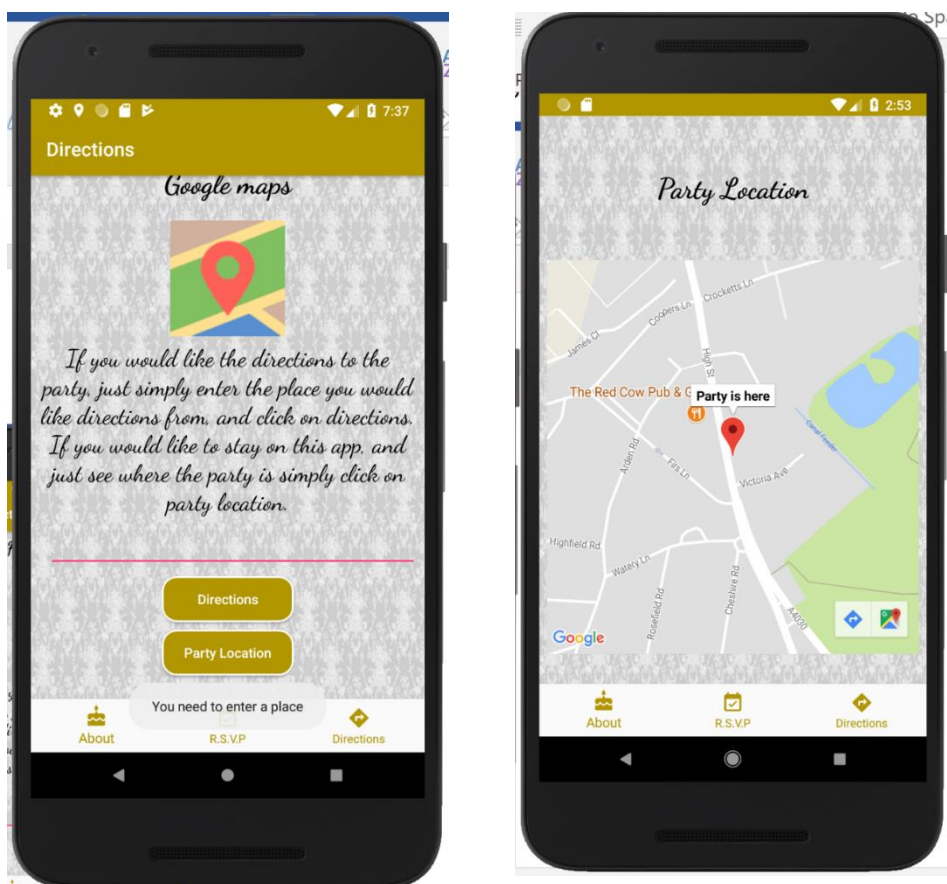 7:37
Directions
Google maps
If you would like the directions to the
party, just simply enter the place you would
like directions from, and click on directions.
If you would like to stay on this app, and
just see where the party is simply click on
party location.
Directions
Party Location
You need to enter a place
About
R.S.V.P
Directions
2:53
Party Location
Crocketts Ln
Coopers Ln
James Cl
High St
The Red Cow Pub & G
Party is here
Canal Feeder
Arden Rd
Firs Ln
Victoria Ave
Highfield Rd
Watery Ln
Rosefield Rd
Cheshire Rd
A4030
Google
About
R.S.V.P
Directions